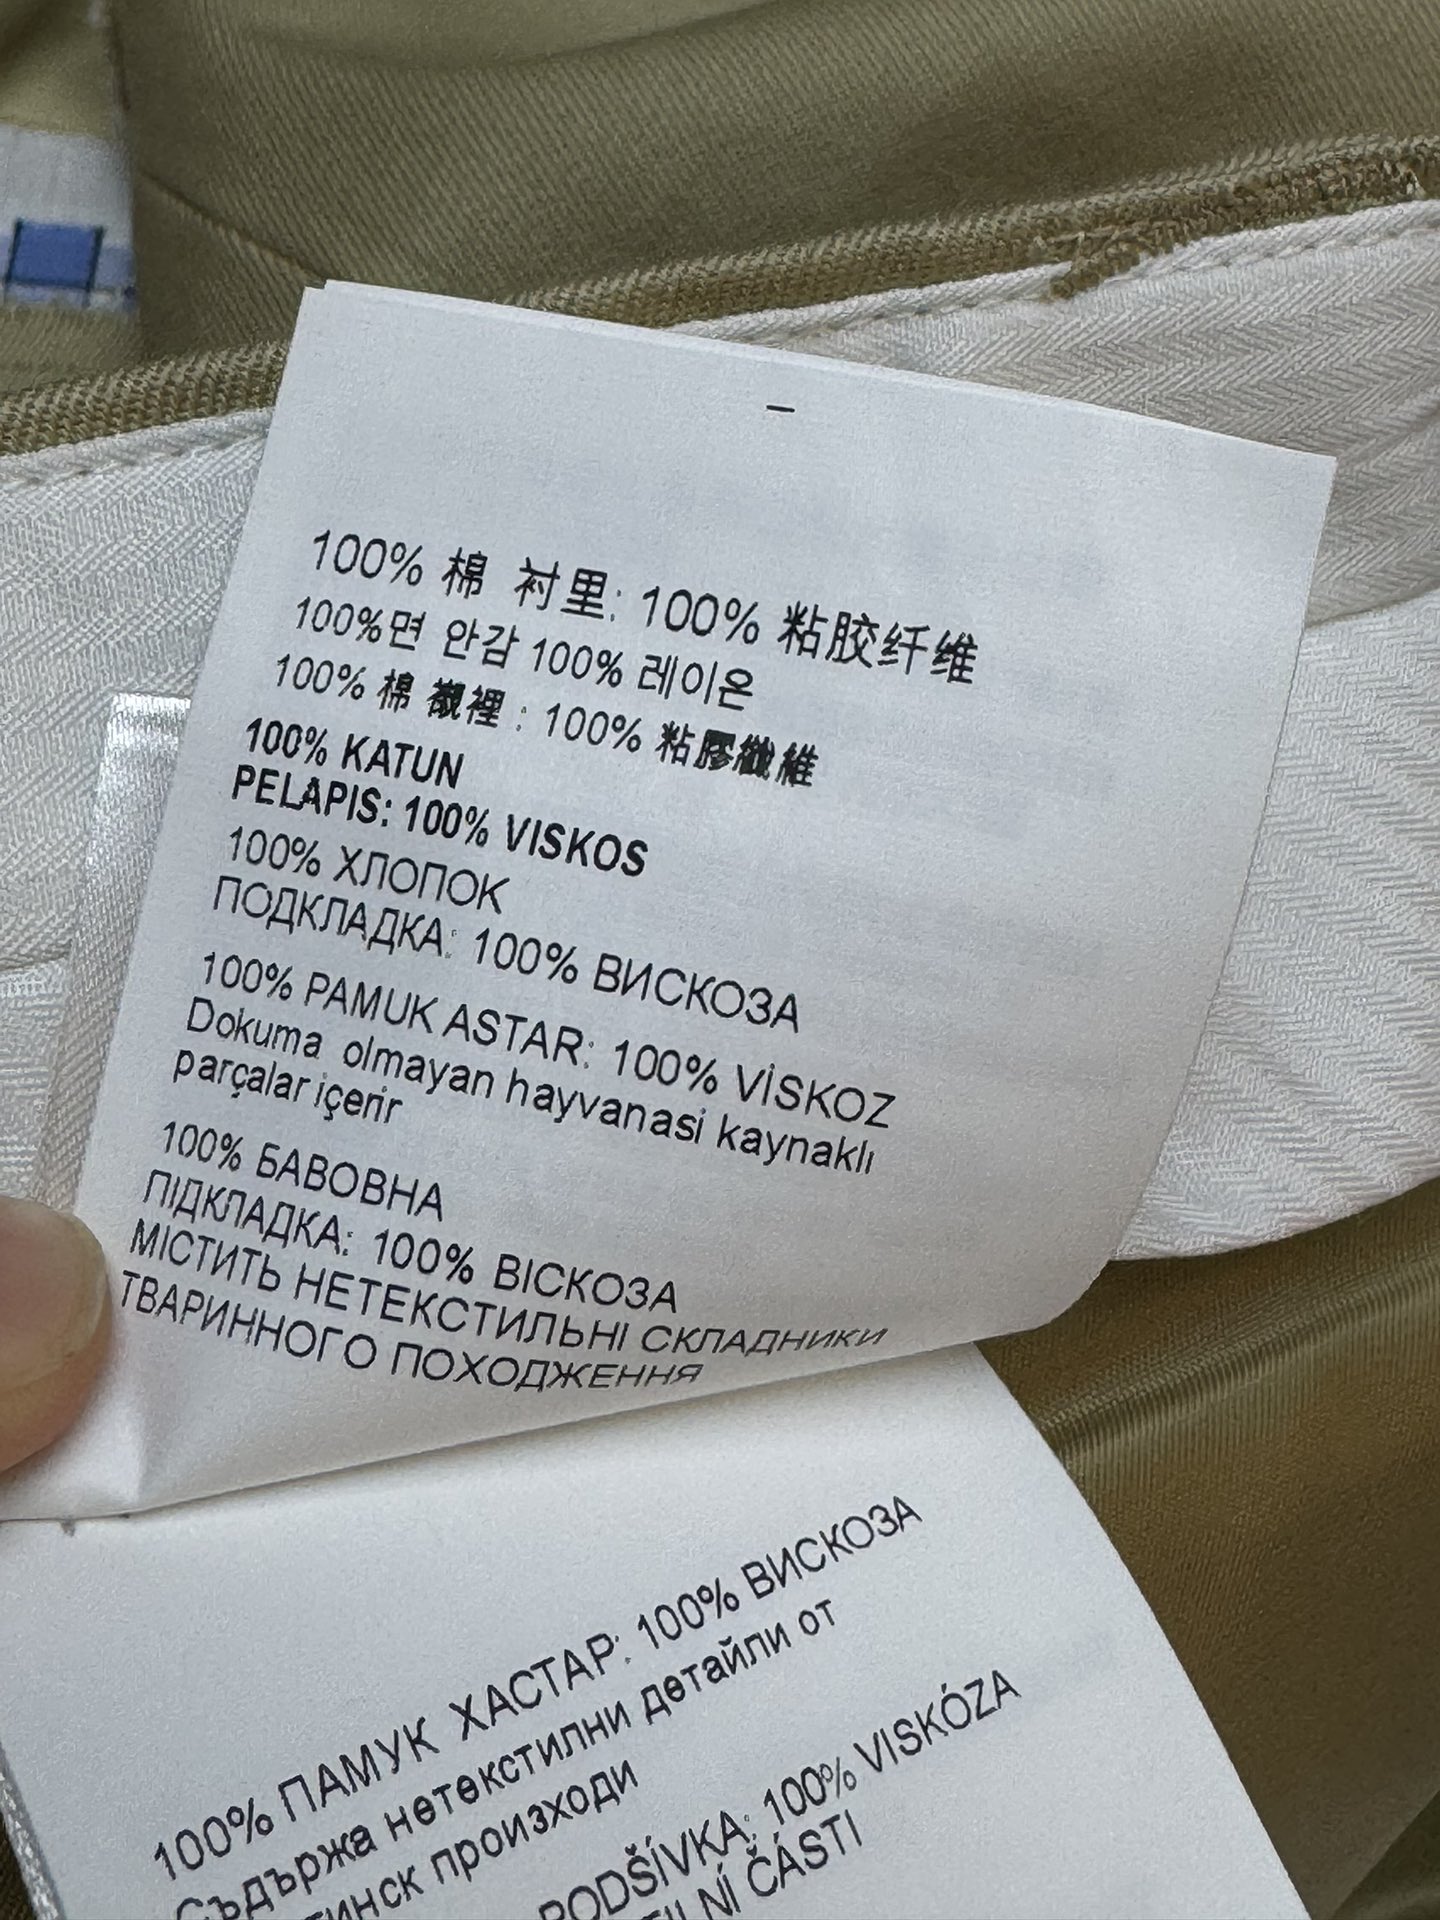 100% 棉 衬里: 100% 粘胶纤维
100%면 안감 100% 레이온
100% 棉 襯裡 : 100% 粘膠纖維
100% KATUN
PELAPIS: 100% VISKOS
100% ХЛОПОК
ПОДКЛАДКА: 100% ВИСКОЗА
100% PAMUK ASTAR: 100% VİSKOZ
Dokuma olmayan hayvanasi kaynaklı
parçalar içerir
100% БАВОВНА
ПІДКЛАДКА: 100% ВІСКОЗА
МІСТИТЬ НЕТЕКСТИЛЬНІ СКЛАДНИКИ
ТВАРИННОГО ПОХОДЖЕННЯ
100% ПАМУК ХАСТАР: 100% ВИСКОЗА
Съдържа нетекстилни детайли от
произходи
PODŠÍVKA: 100% VISKÓZA
ČÁSTI